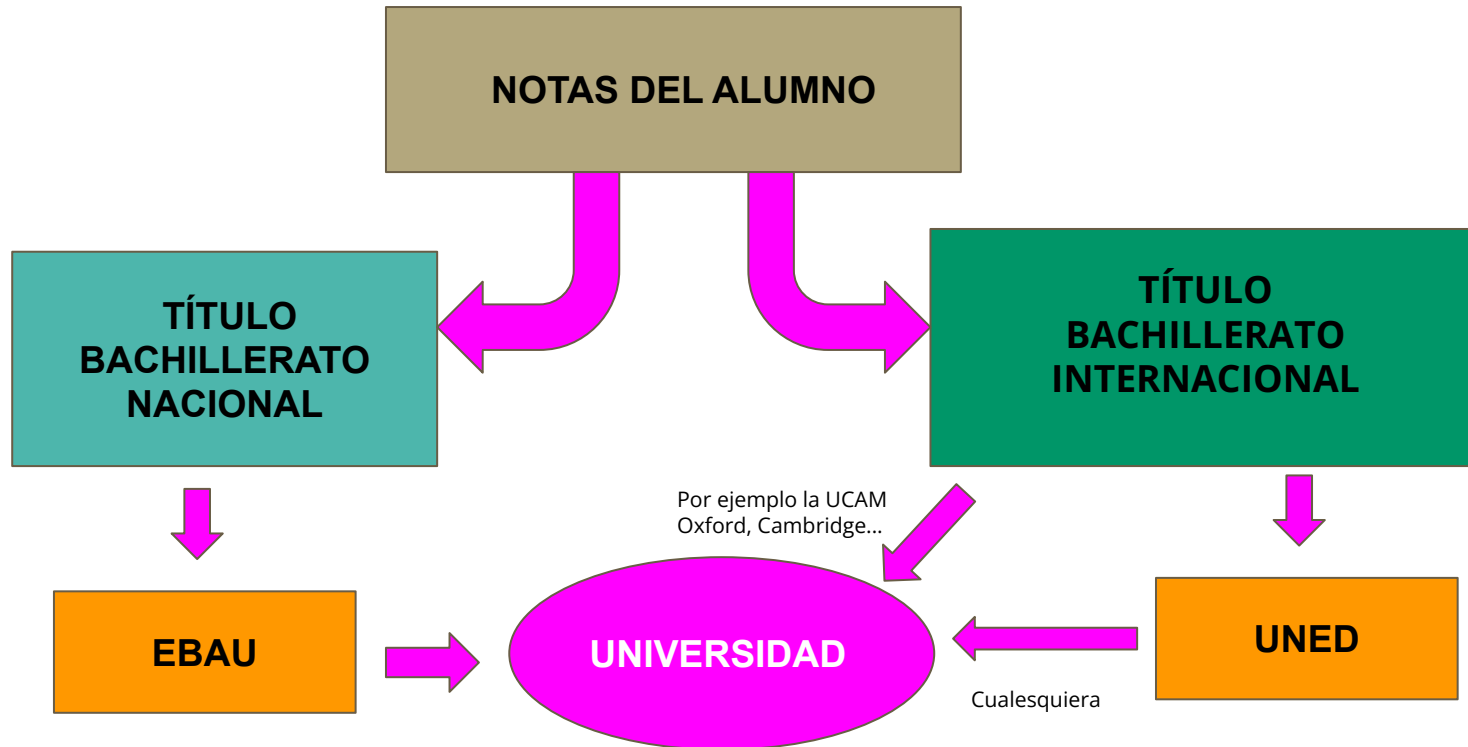 NOTAS DEL ALUMNO
TÍTULO
BACHILLERATO
NACIONAL
TÍTULO
BACHILLERATO
INTERNACIONAL
Por ejemplo la UCAM
Oxford, Cambridge...
EBAU
UNIVERSIDAD
UNED
Cualesquiera